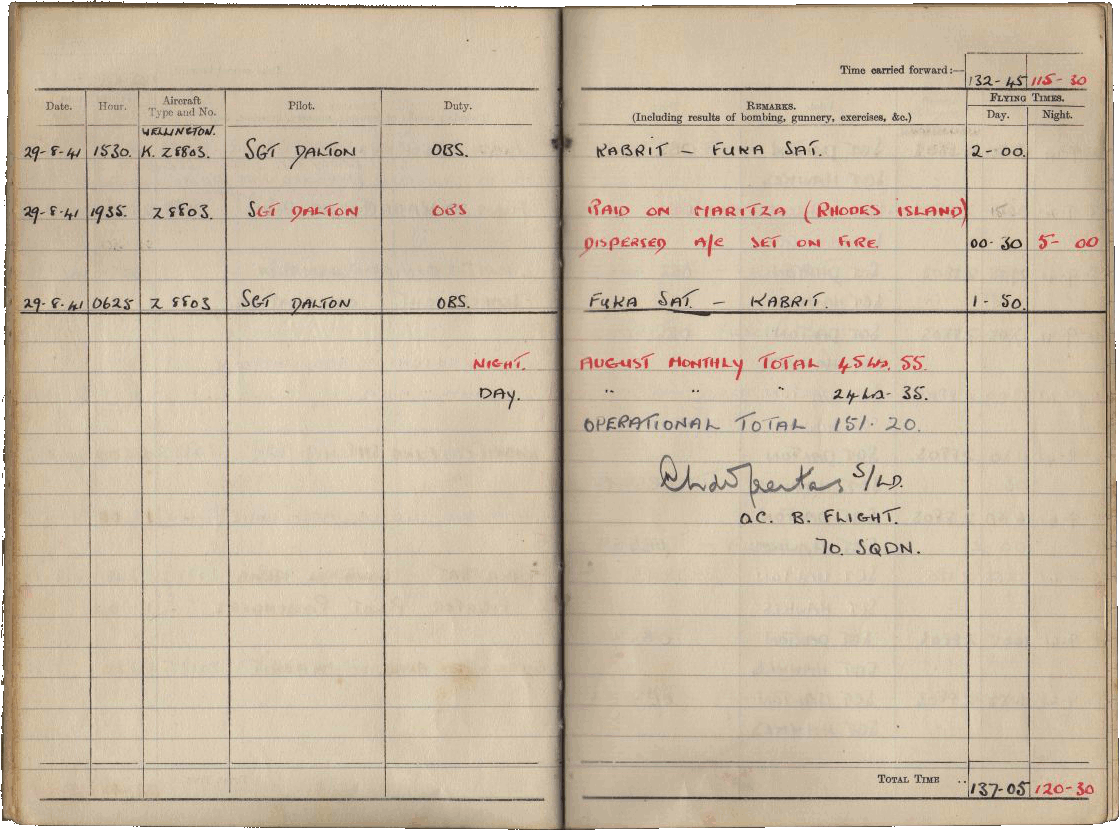 Time carried forward:— 132-45 115-30
Date. Hour. Aircraft Type and No. Pilot. Duty. REMARKS. (Including results of bombing, gunnery, exercises, &c.) FLYING TIMES. Day. Night.
WELLINGTON.
29-8-41 1530. K. Z8803. SGT DALTON OBS. KABRIT – FUKA SAT. 2-00.
29-8-41 1935. Z8803. SGT DALTON OBS RAID ON MARITZA (RHODES ISLAND)
DISPERSED A/c SET ON FIRE. 00-30 5-00
29-8-41 0625 Z 8803 SGT DALTON OBS. FUKA SAT. – KABRIT. 1-50.
NIGHT. AUGUST MONTHLY TOTAL 45 hrs. 55.
DAY. " " " 24 hrs- 35.
OPERATIONAL TOTAL 151. 20.
S/LD.
OC. B. FLIGHT.
70. SQDN.
TOTAL TIME .. 137-05 120-30